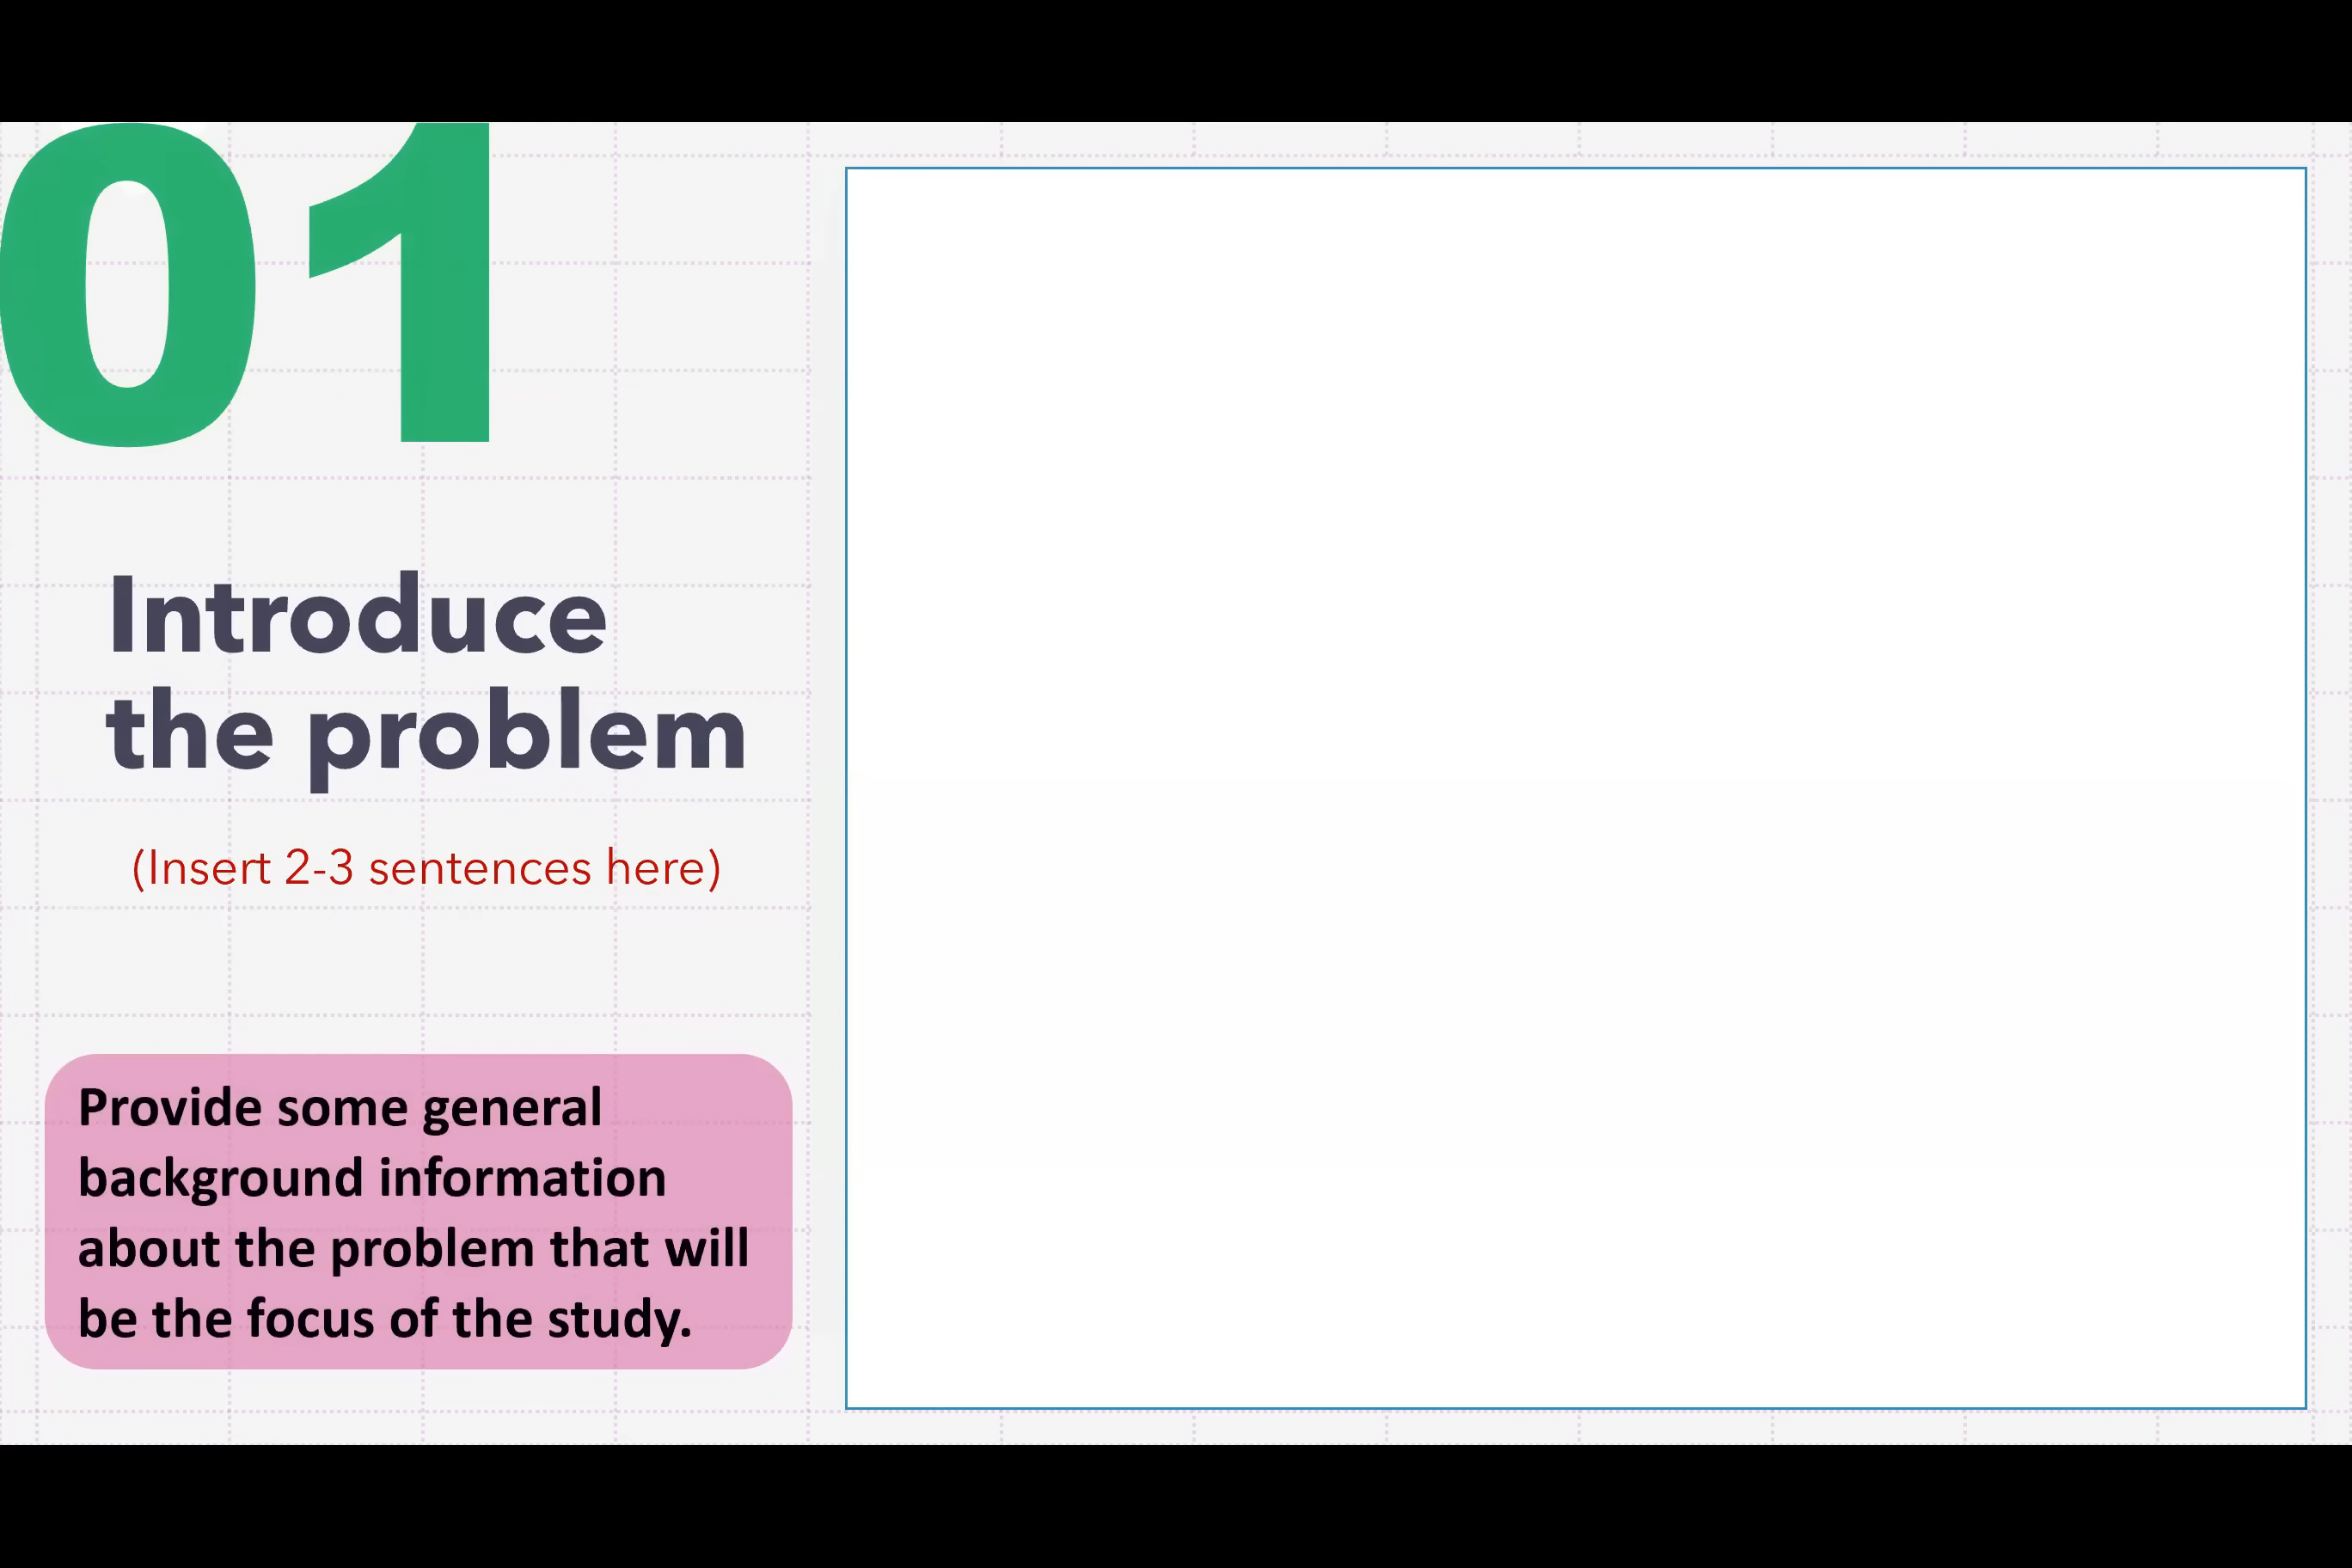 01
Introduce
the problem
(Insert 2-3 sentences here)
Provide some general
background information
about the problem that will
be the focus of the study.